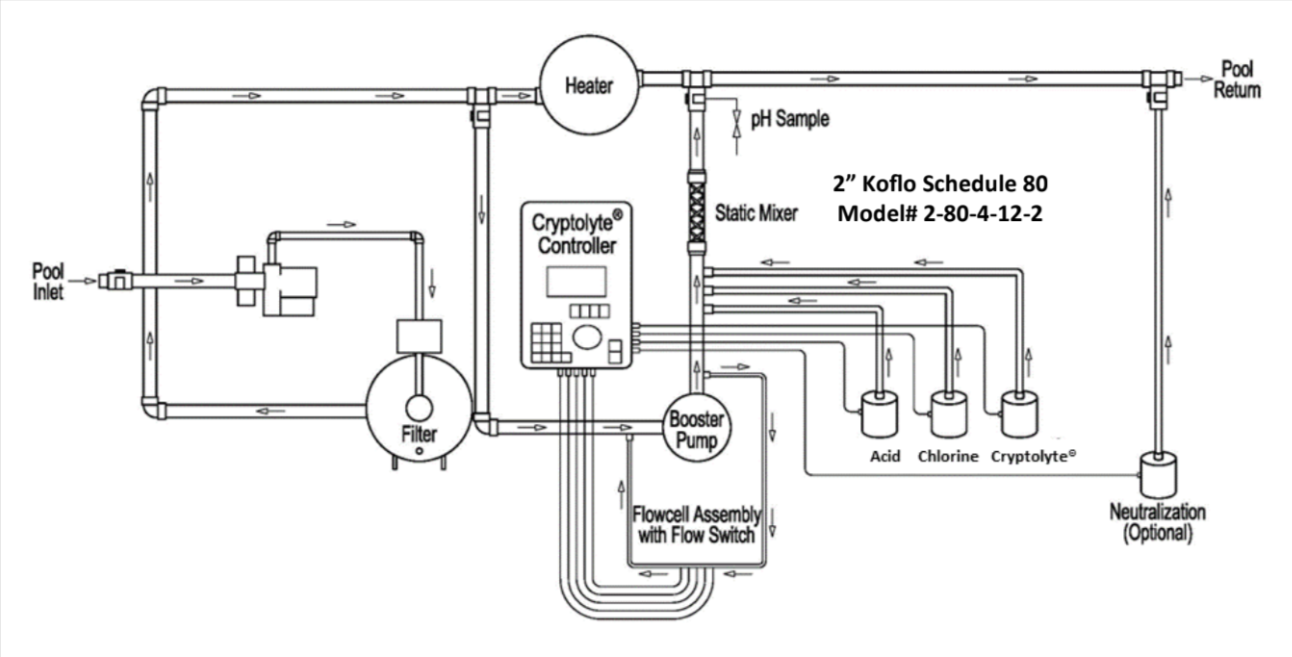 Heater
Pool
Return
pH Sample
2” Koflo Schedule 80
Model# 2-80-4-12-2
Cryptolyte®
Controller
Static Mixer
Pool
Inlet
Booster
Pump
Filter
Acid
Chlorine
Cryptolyte©
Flowcell Assembly
with Flow Switch
Neutralization
(Optional)